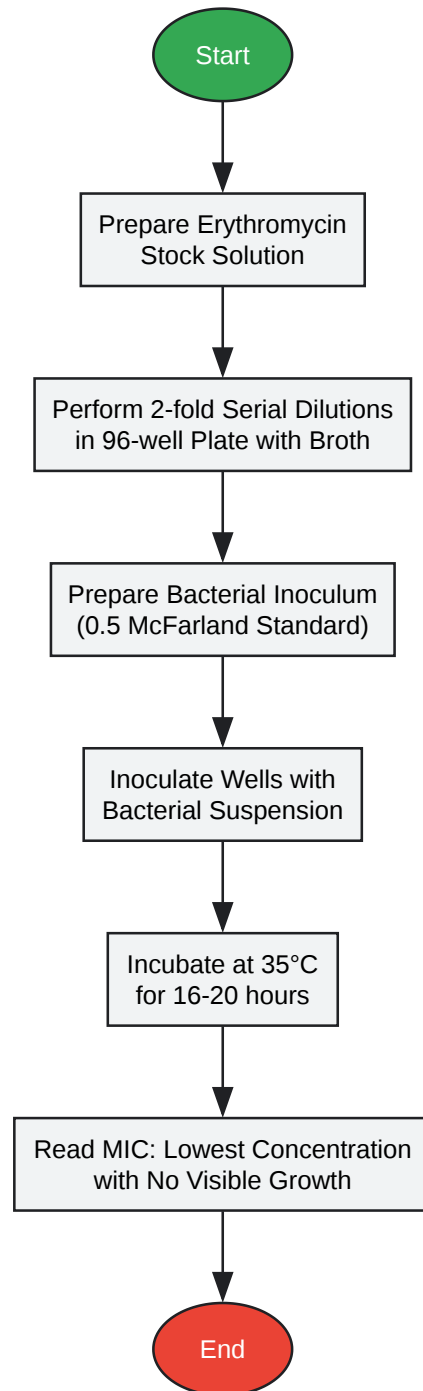 Start
Prepare Erythromycin
Stock Solution
Perform 2-fold Serial Dilutions
in 96-well Plate with Broth
Prepare Bacterial Inoculum
(0.5 McFarland Standard)
Inoculate Wells with
Bacterial Suspension
Incubate at 35°C
for 16-20 hours
Read MIC: Lowest Concentration
with No Visible Growth
End